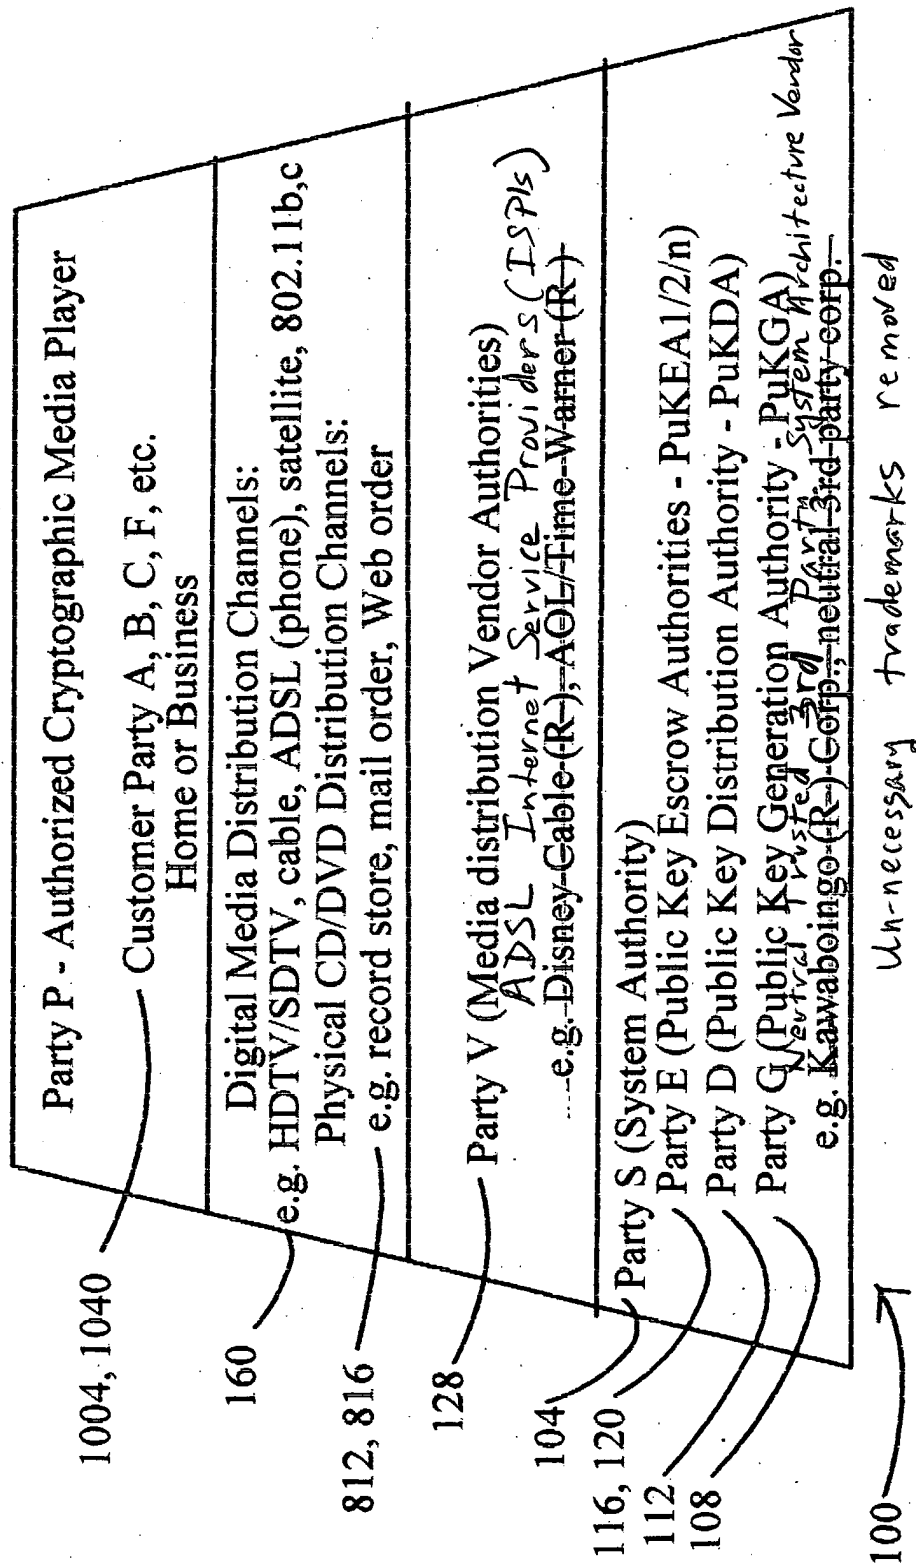 Party P - Authorized Cryptographic Media Player
1004, 1040
Customer Party A, B, C, F, etc.
Home or Business
Digital Media Distribution Channels:
160
e.g. HDTV/SDTV, cable, ADSL (phone), satellite, 802.11b,c
Physical CD/DVD Distribution Channels:
812, 816
e.g. record store, mail order, Web order
128
Party V (Media distribution Vendor Authorities)
ADSL Internet Service Providers (ISPIs)
e.g. Disney Cable (R), AOL/Time Warner (R)
104
Party S (System Authority)
116, 120
Party E (Public Key Escrow Authorities - PuKEA1/2/n)
112
Party D (Public Key Distribution Authority - PuKDA)
108
Party G (Public Key Generation Authority - PuKGA)
Neutral Trusted 3rd Party System Architecture Vendor
e.g. Kawaboingo (R) Corp., neutral 3rd party corp.
100
Un-necessary trademarks removed